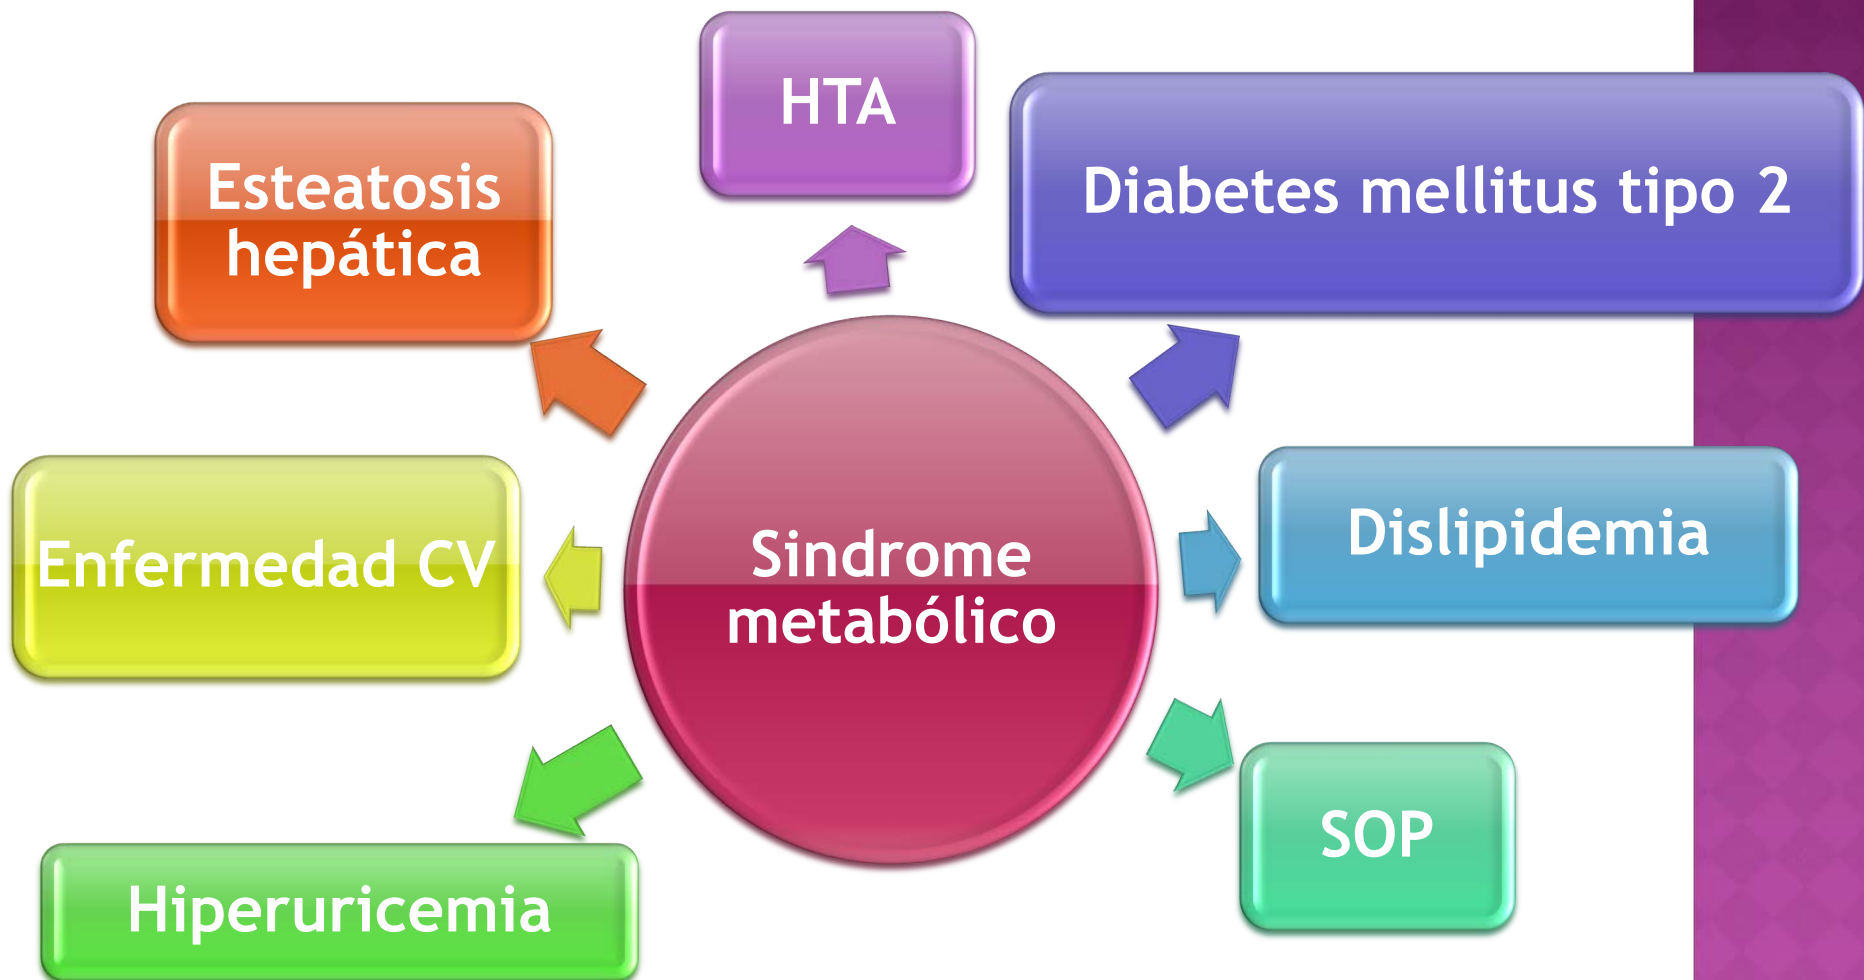 HTA
Diabetes mellitus tipo 2
Esteatosis
hepática
Dislipidemia
Sindrome
metabólico
Enfermedad CV
SOP
Hiperuricemia